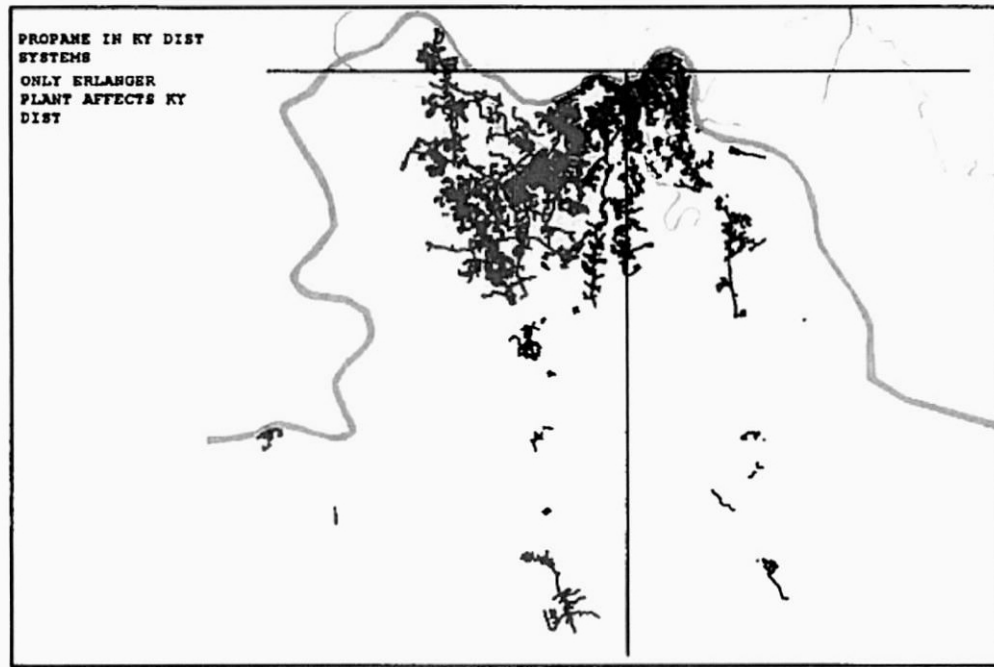 PROPANE IN KY DIST
SYSTEMS
ONLY ERLANGER
PLANT AFFECTS KY
DIST